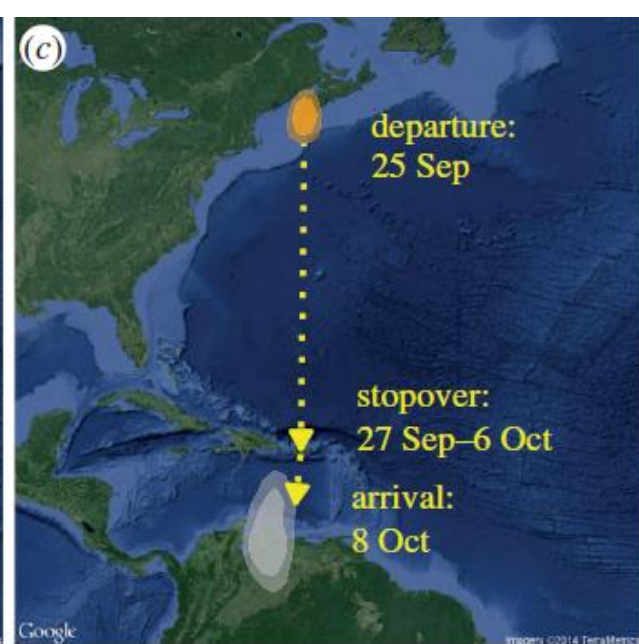 (c)
departure:
25 Sep
stopover:
27 Sep–6 Oct
arrival:
8 Oct
Google
Imagery ©2014 TerraMetrics